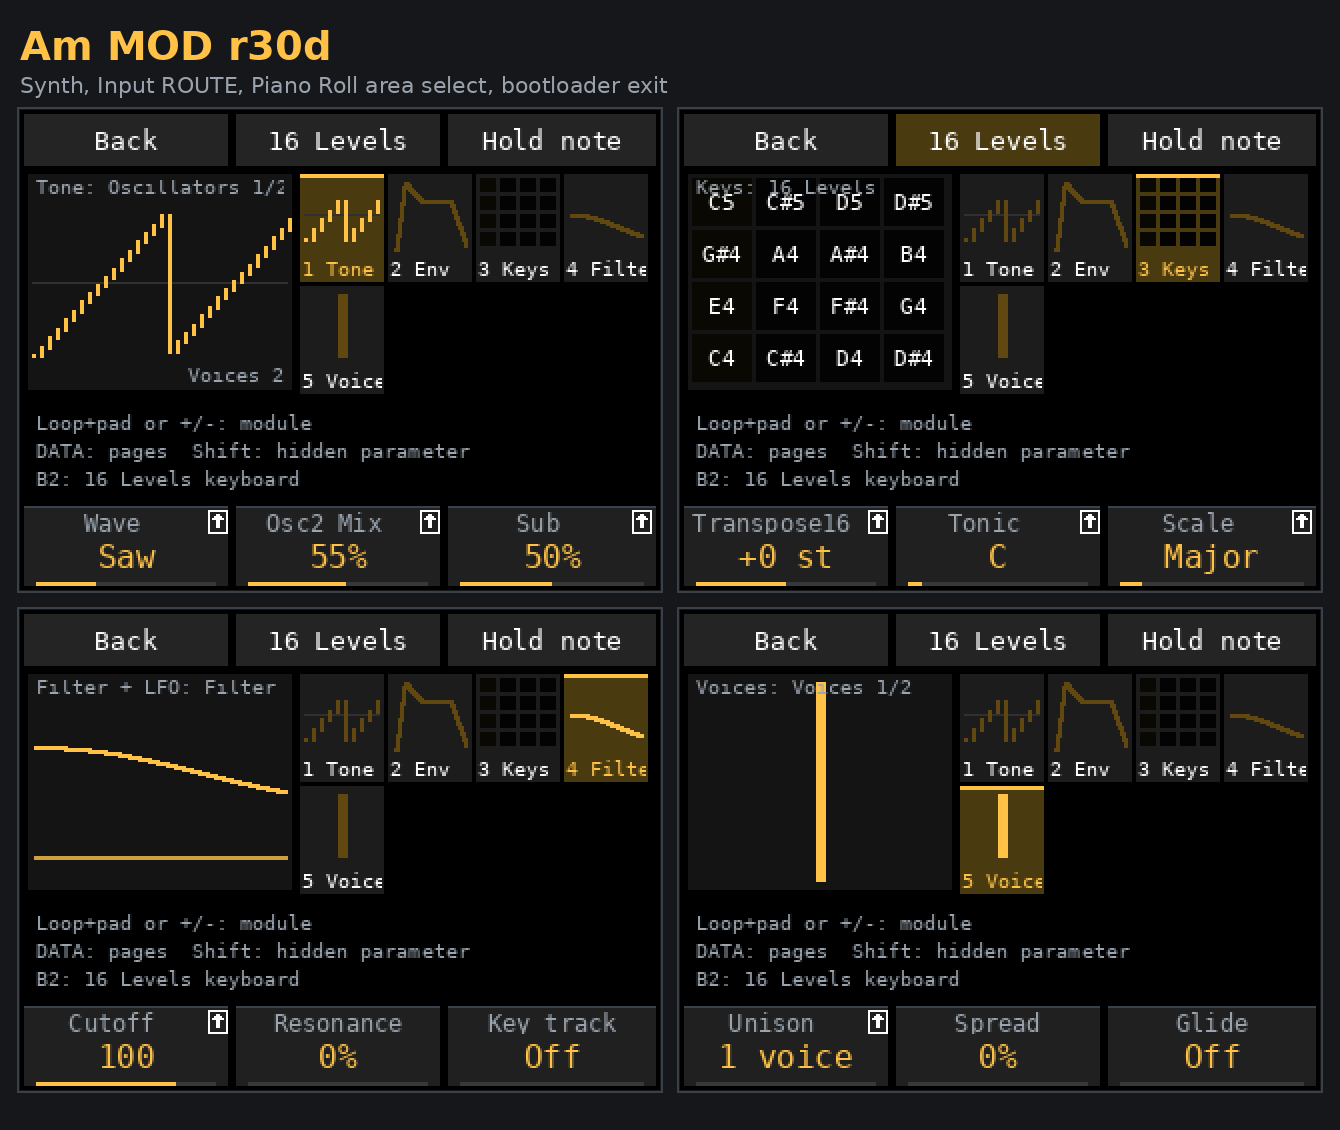 Am MOD r30d
Synth, Input ROUTE, Piano Roll area select, bootloader exit
Back 16 Levels Hold note
Tone: Oscillators 1/2
1 Tone 2 Env 3 Keys 4 Filte
Voices 2
5 Voice
Loop+pad or +/-: module
DATA: pages Shift: hidden parameter
B2: 16 Levels keyboard
Wave Osc2 Mix Sub
Saw 55% 50%
Back 16 Levels Hold note
Keys: 16 Levels
C5 C#5 D5 D#5
G#4 A4 A#4 B4
E4 F4 F#4 G4
C4 C#4 D4 D#4
1 Tone 2 Env 3 Keys 4 Filte
5 Voice
Loop+pad or +/-: module
DATA: pages Shift: hidden parameter
B2: 16 Levels keyboard
Transpose16 Tonic Scale
+0 st C Major
Back 16 Levels Hold note
Filter + LFO: Filter
1 Tone 2 Env 3 Keys 4 Filte
5 Voice
Loop+pad or +/-: module
DATA: pages Shift: hidden parameter
B2: 16 Levels keyboard
Cutoff Resonance Key track
100 0% Off
Back 16 Levels Hold note
Voices: Voices 1/2
1 Tone 2 Env 3 Keys 4 Filte
5 Voice
Loop+pad or +/-: module
DATA: pages Shift: hidden parameter
B2: 16 Levels keyboard
Unison Spread Glide
1 voice 0% Off